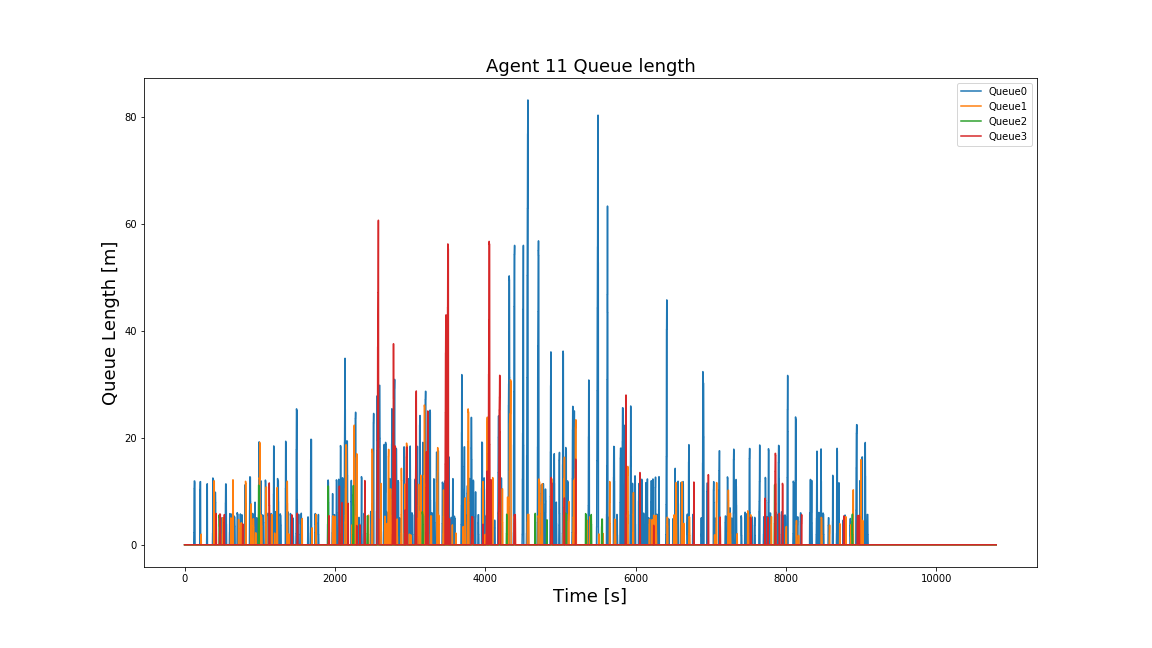 Agent 11 Queue length
Queue0
Queue1
Queue2
Queue3
Queue Length [m]
80
60
40
20
0
0 2000 4000 6000 8000 10000
Time [s]